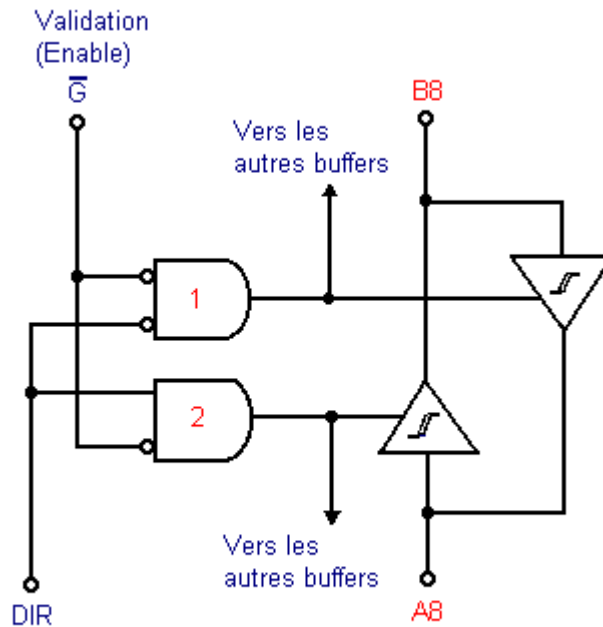 Validation
(Enable)
G̅
B8
Vers les
autres buffers
1
2
Vers les
autres buffers
DIR
A8